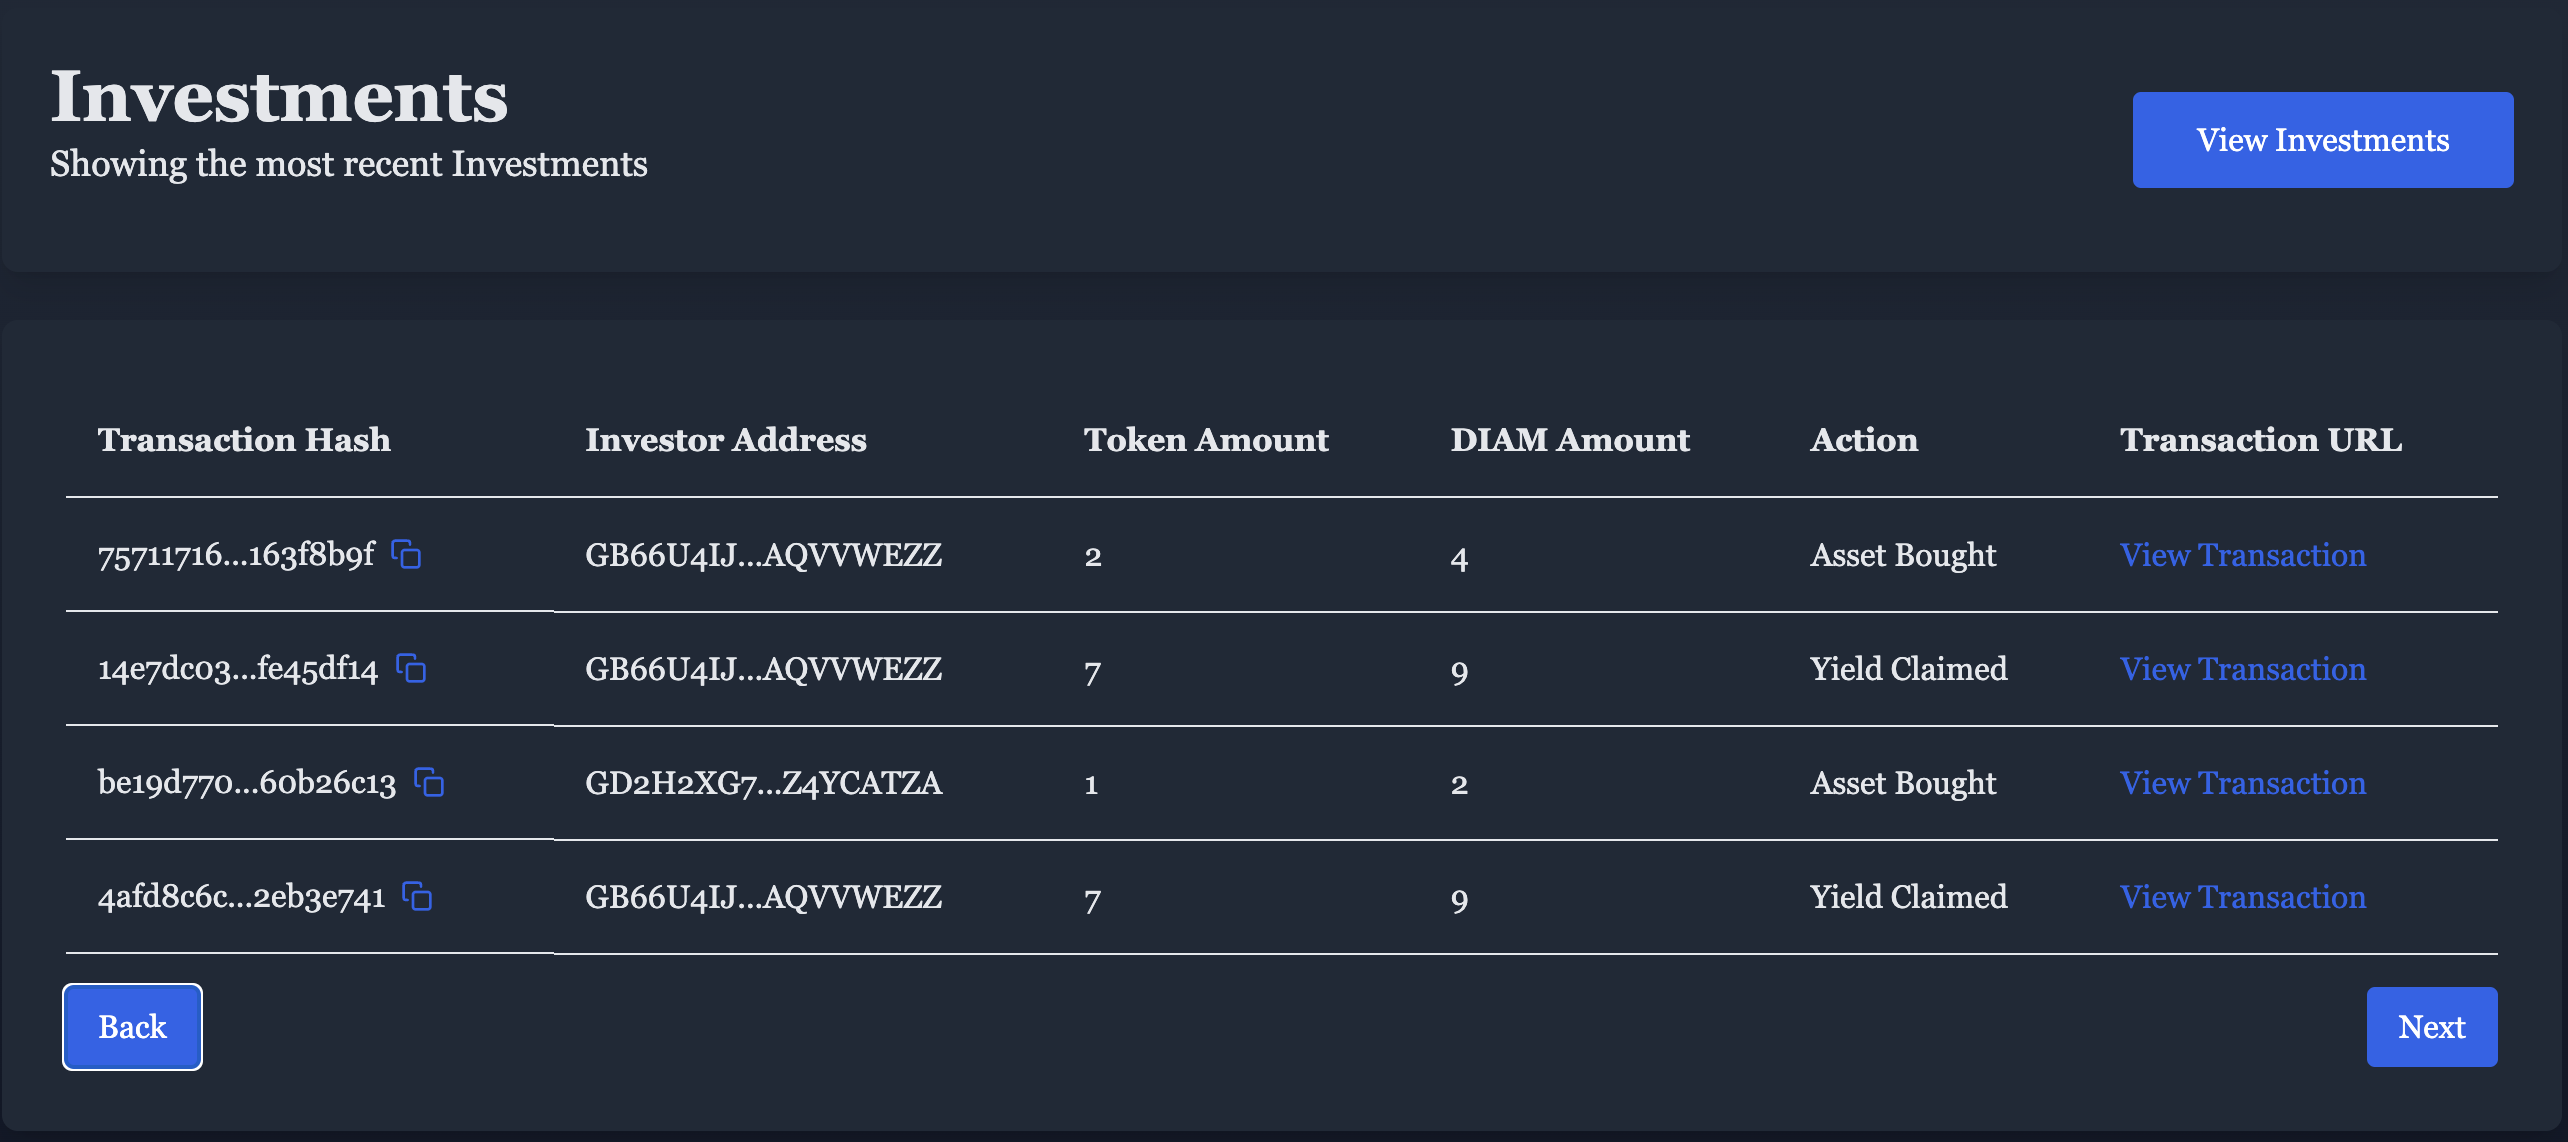 Investments
Showing the most recent Investments
View Investments
Transaction Hash Investor Address Token Amount DIAM Amount Action Transaction URL
75711716...163f8b9f GB66U4IJ...AQVVWEZZ 2 4 Asset Bought View Transaction
14e7dc03...fe45df14 GB66U4IJ...AQVVWEZZ 7 9 Yield Claimed View Transaction
be19d770...60b26c13 GD2H2XG7...Z4YCATZA 1 2 Asset Bought View Transaction
4afd8c6c...2eb3e741 GB66U4IJ...AQVVWEZZ 7 9 Yield Claimed View Transaction
Back Next